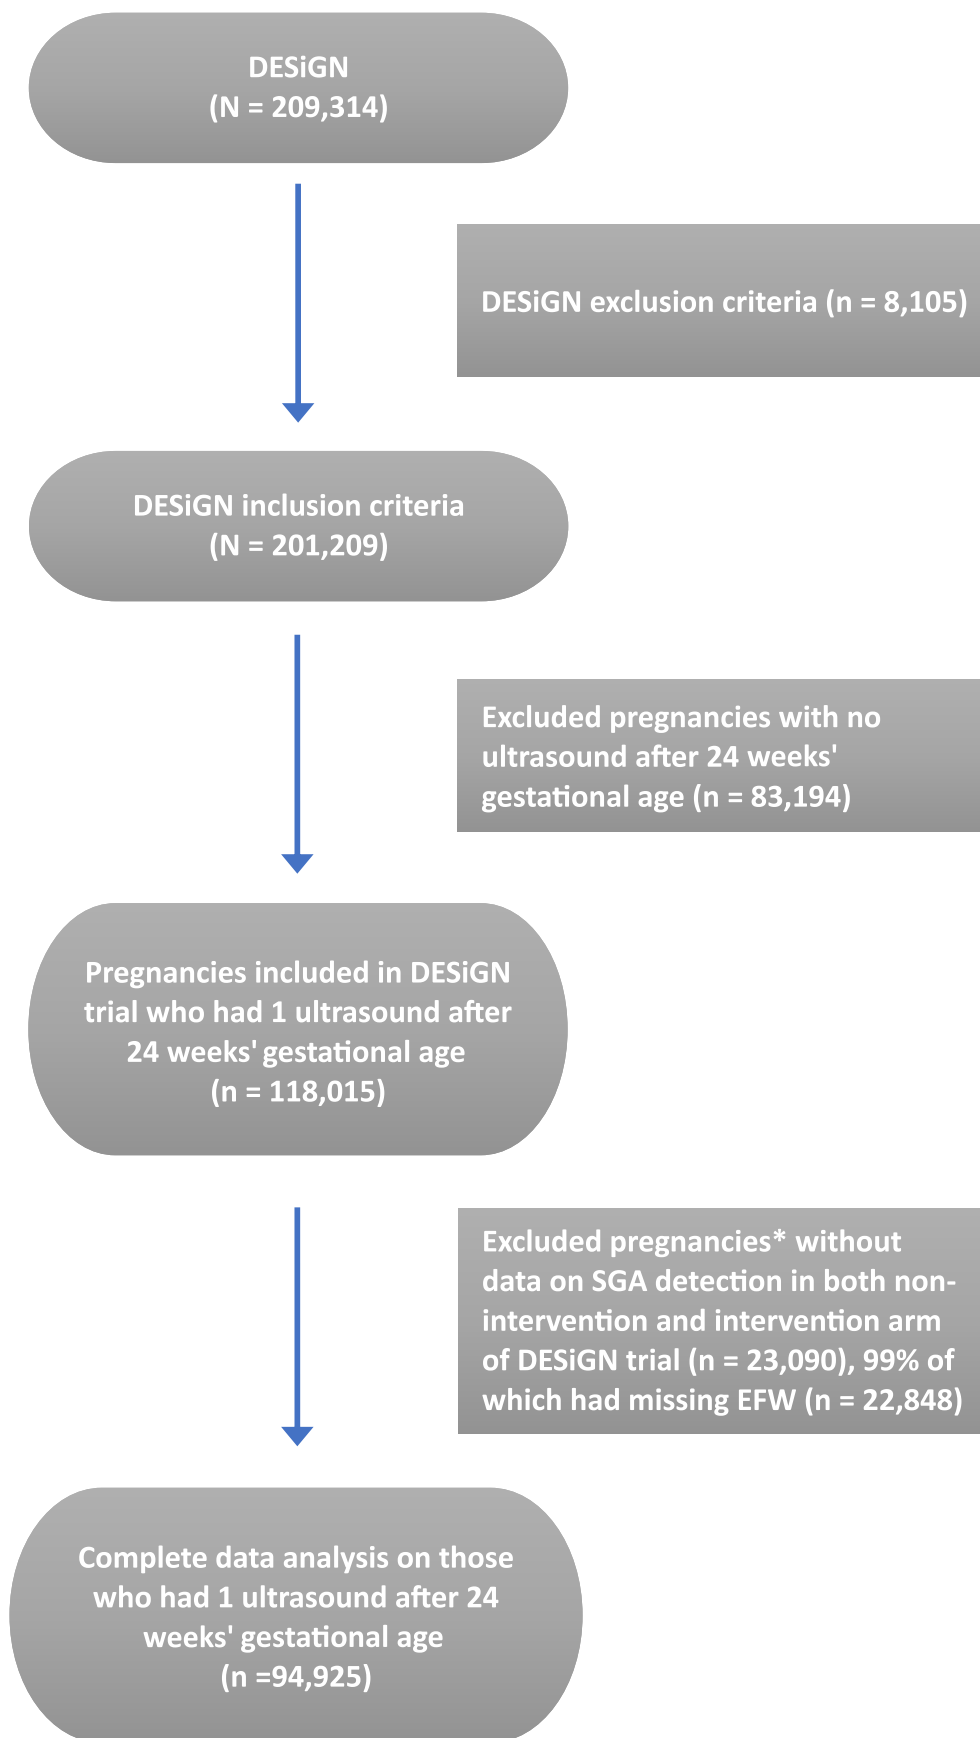 DESiGN
(N = 209,314)
DESiGN exclusion criteria (n = 8,105)
DESiGN inclusion criteria
(N = 201,209)
Excluded pregnancies with no
ultrasound after 24 weeks'
gestational age (n = 83,194)
Pregnancies included in DESiGN
trial who had 1 ultrasound after
24 weeks' gestational age
(n = 118,015)
Excluded pregnancies* without
data on SGA detection in both non-
intervention and intervention arm
of DESiGN trial (n = 23,090), 99% of
which had missing EFW (n = 22,848)
Complete data analysis on those
who had 1 ultrasound after 24
weeks' gestational age
(n =94,925)